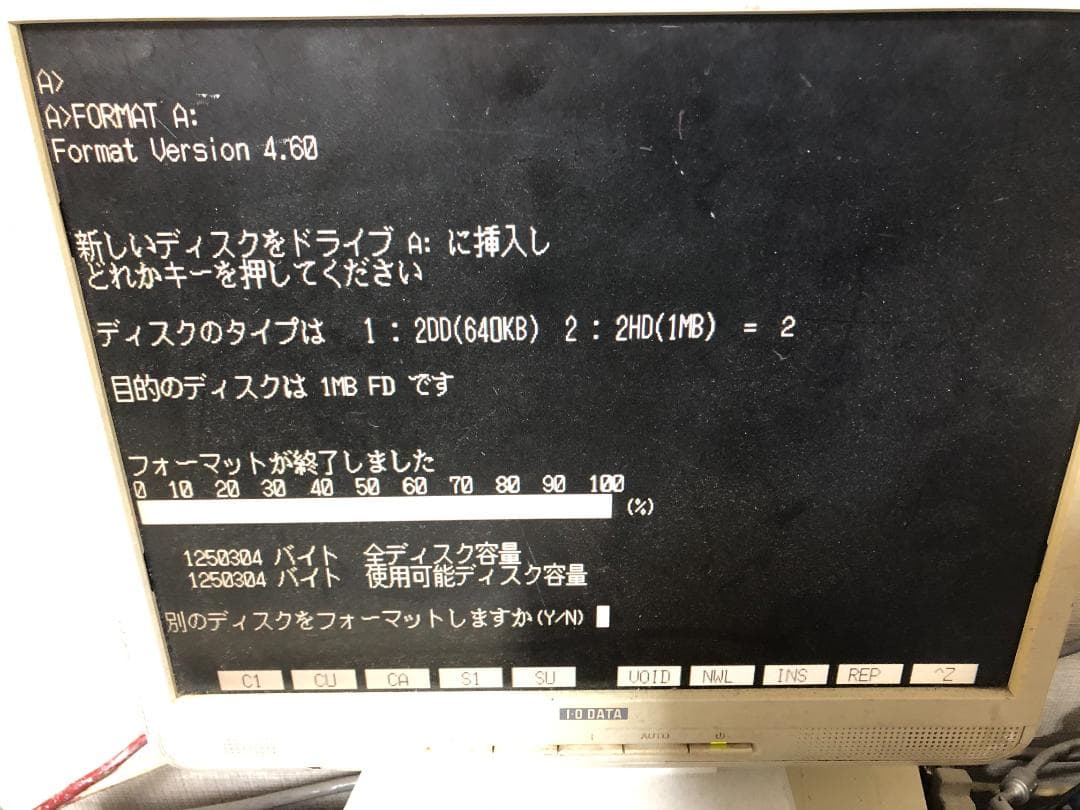 A>
A>FORMAT A:
Format Version 4.60
新しいディスクをドライブ A: に挿入し
どれかキーを押してください
ディスクのタイプは 1 : 2DD(640KB) 2 : 2HD(1MB) = 2
目的のディスクは 1MB FD です
フォーマットが終了しました
0 10 20 30 40 50 60 70 80 90 100
(%)
1250304 バイト 全ディスク容量
1250304 バイト 使用可能ディスク容量
別のディスクをフォーマットしますか(Y/N)
C1 CU CA S1 SU VOID NWL INS REP ^Z
I-O DATA
AUTO